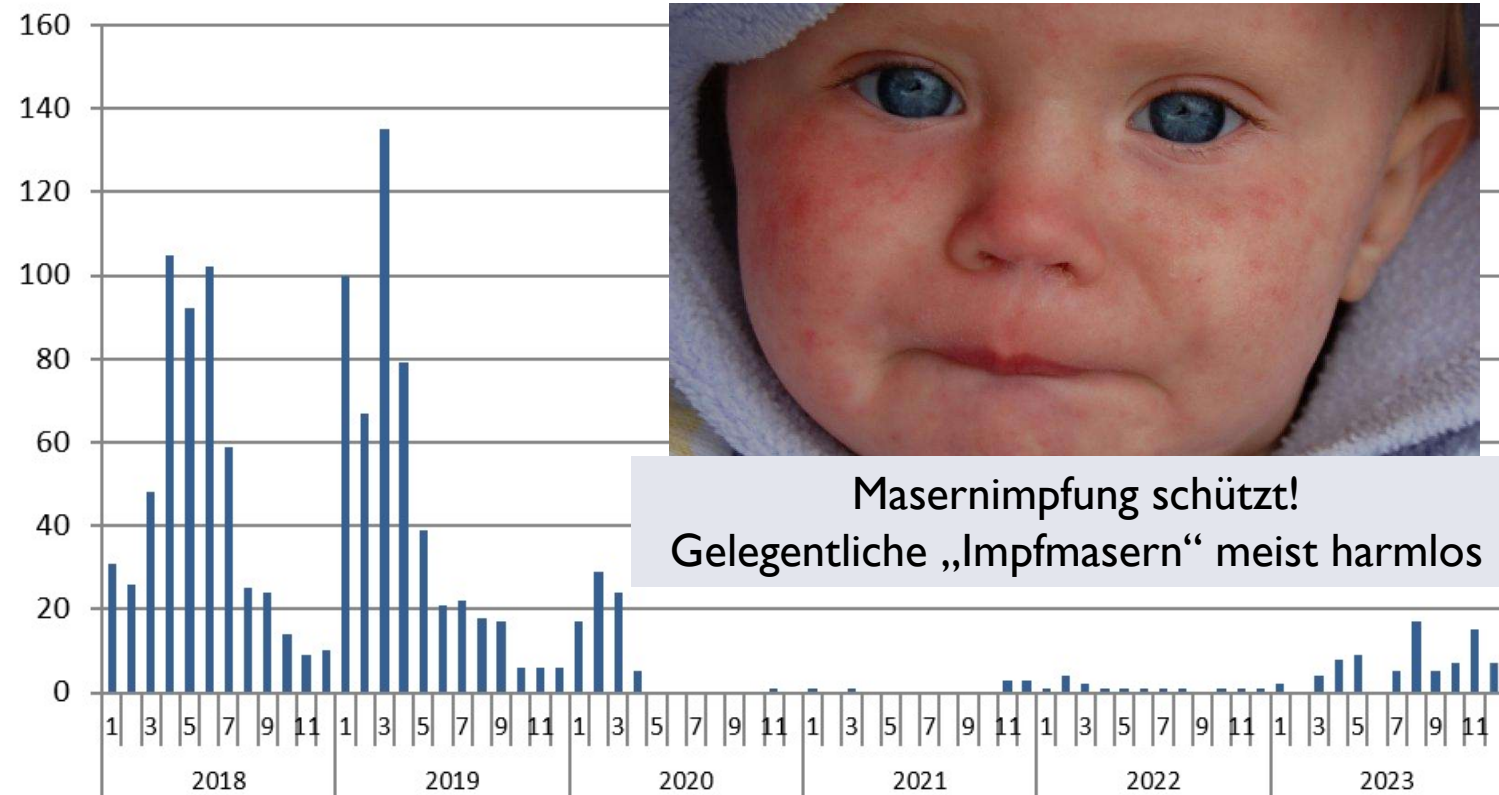 160
140
120
100
80
60
40
20
0
Masernimpfung schützt!
Gelegentliche „Impfmasern“ meist harmlos
1 3 5 7 9 11 1 3 5 7 9 11 1 3 5 7 9 11 1 3 5 7 9 11 1 3 5 7 9 11 1 3 5 7 9 11
2018 2019 2020 2021 2022 2023